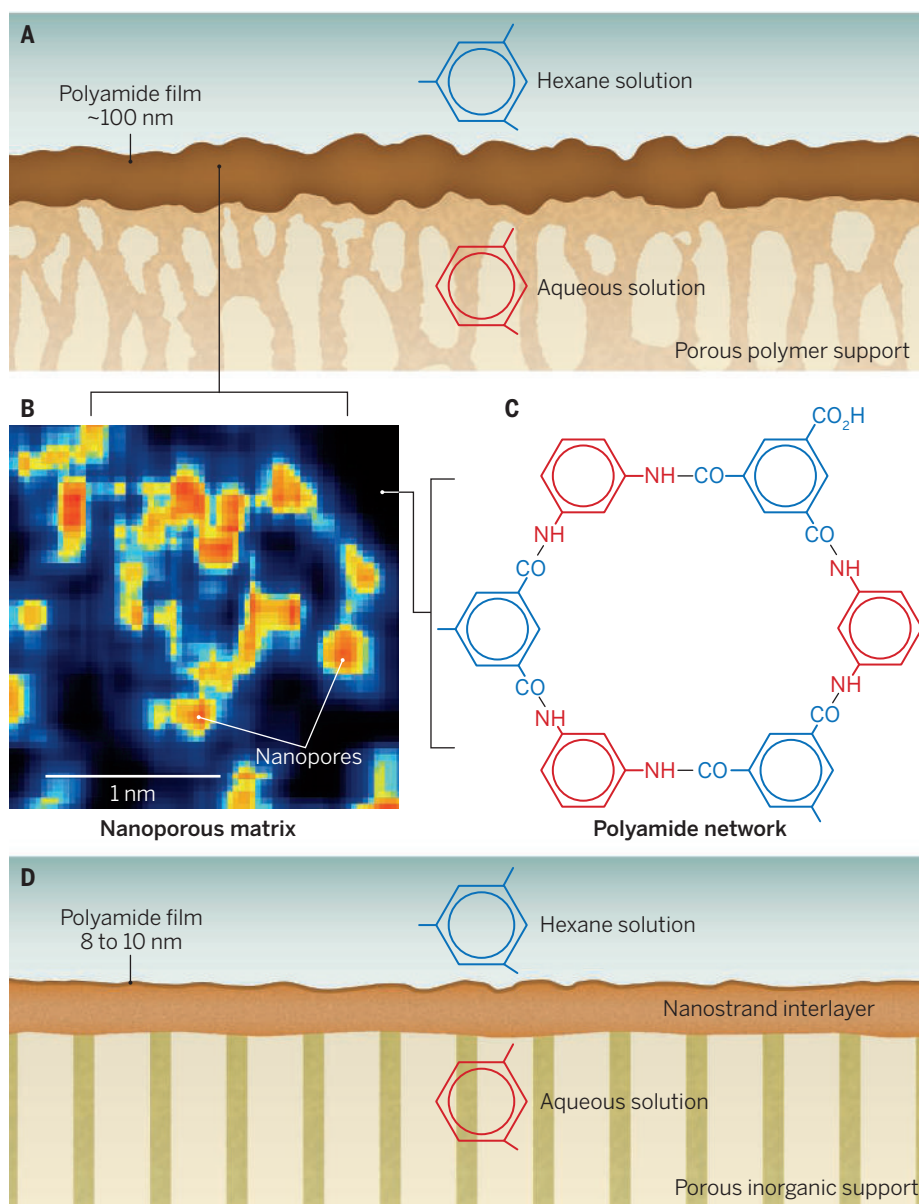 A
Hexane solution
Polyamide film
~100 nm
Aqueous solution
Porous polymer support
B
Nanopores
1 nm
Nanoporous matrix
C
CO₂H
NH
CO
NH
CO
CO
NH
CO
NH
NH
CO
NH
CO
Polyamide network
D
Hexane solution
Polyamide film
8 to 10 nm
Nanostrand interlayer
Aqueous solution
Porous inorganic support